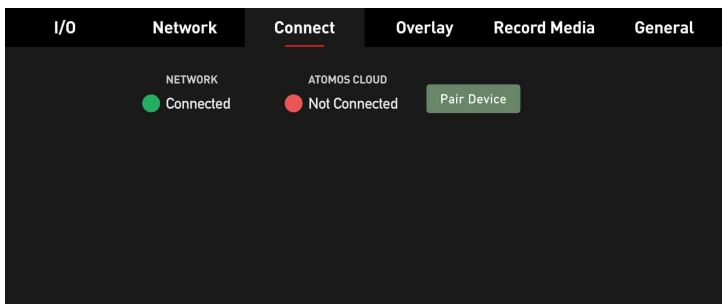 I/O Network Connect Overlay Record Media General
NETWORK ATOMOS CLOUD
Connected Not Connected Pair Device